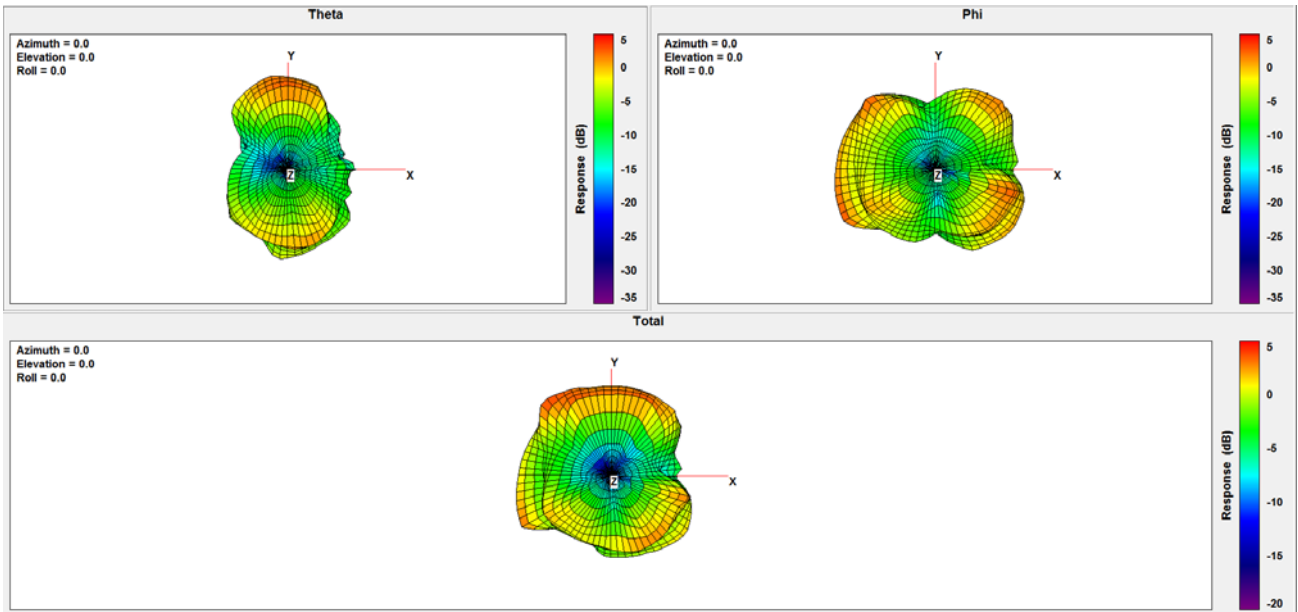 Theta
Azimuth = 0.0
Elevation = 0.0
Roll = 0.0
Y
X
Z
5
0
-5
-10
-15
-20
-25
-30
-35
Response (dB)
Phi
Azimuth = 0.0
Elevation = 0.0
Roll = 0.0
Y
X
Z
5
0
-5
-10
-15
-20
-25
-30
-35
Response (dB)
Total
Azimuth = 0.0
Elevation = 0.0
Roll = 0.0
Y
X
Z
5
0
-5
-10
-15
-20
Response (dB)